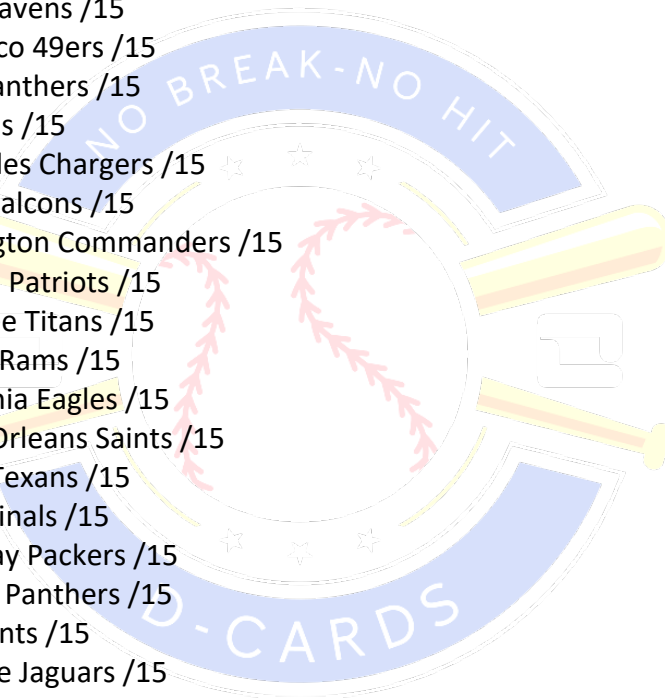 avens /15
co 49ers /15
anthers /15
s /15
les Chargers /15
alcons /15
gton Commanders /15
Patriots /15
e Titans /15
Rams /15
nia Eagles /15
Orleans Saints /15
Texans /15
inals /15
ay Packers /15
Panthers /15
nts /15
e Jaguars /15
NO BREAK-NO HIT
D-CARDS